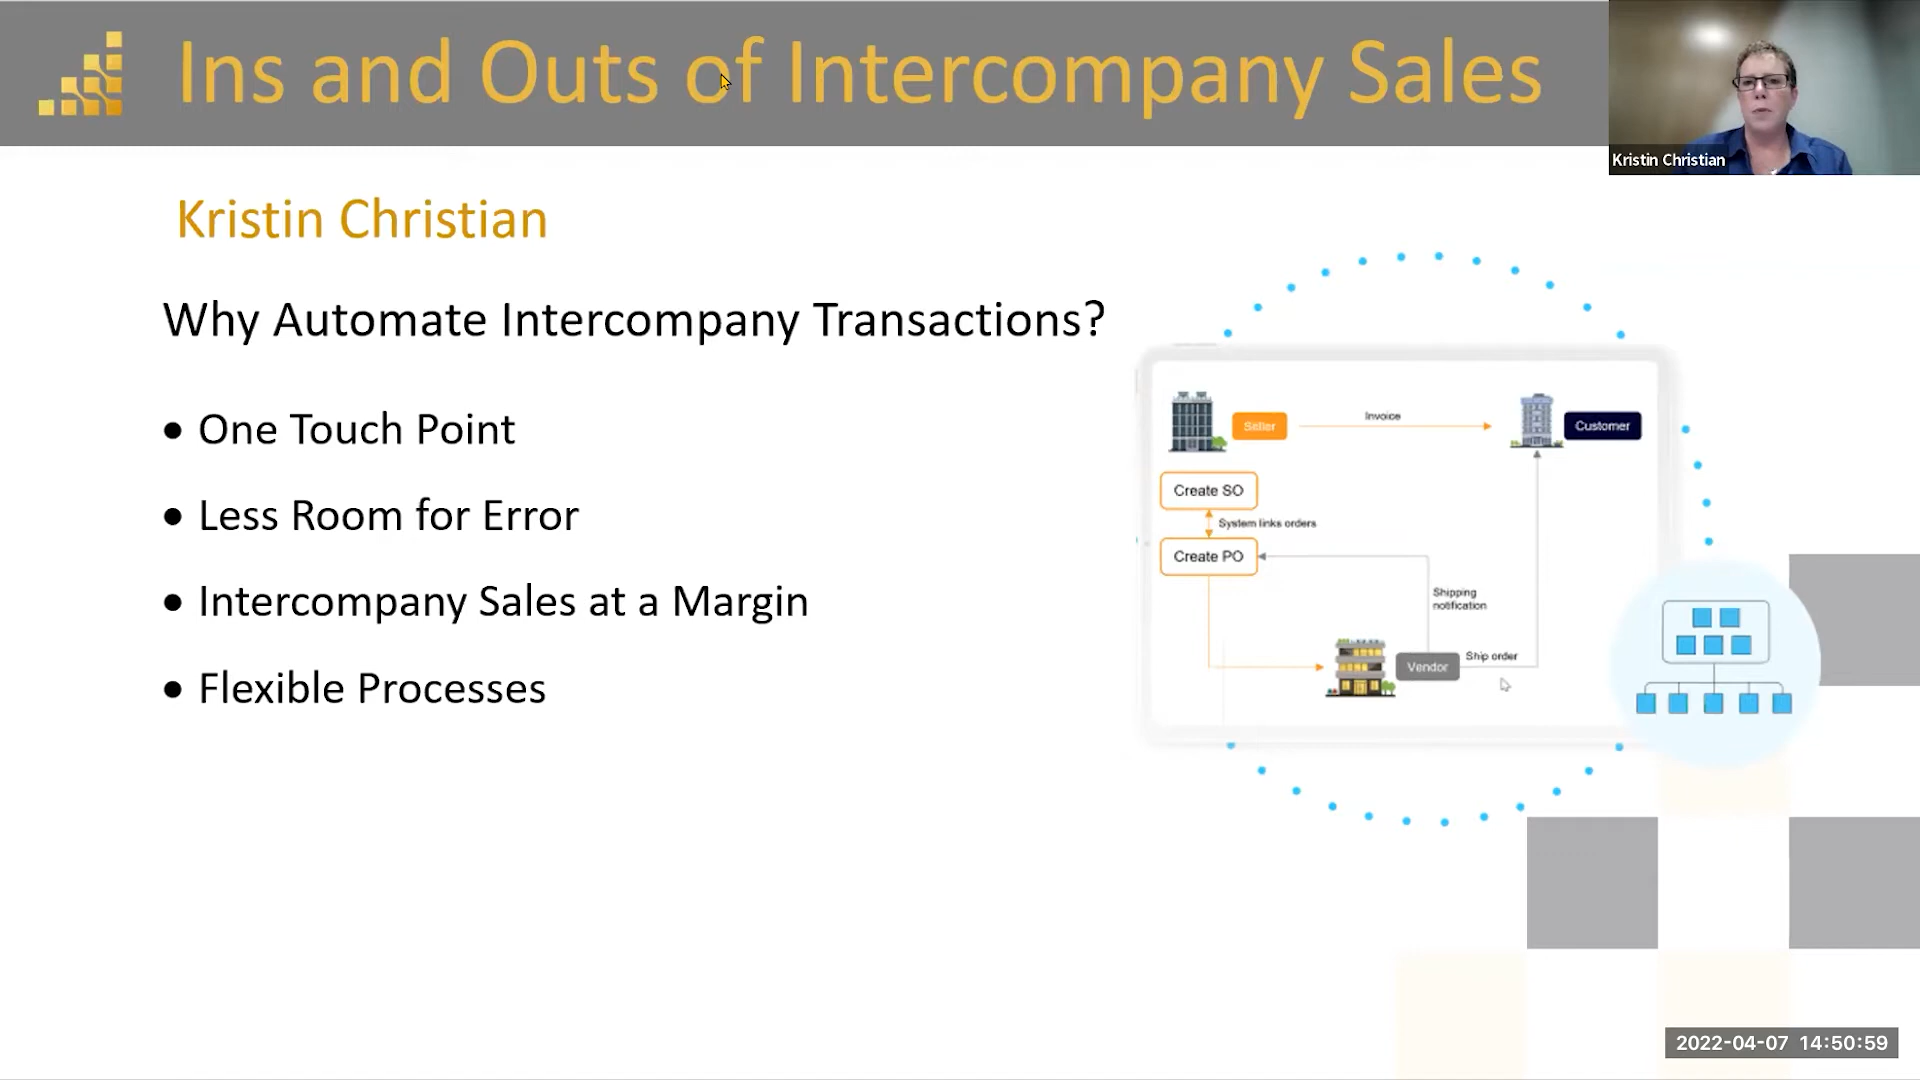 Ins and Outs of Intercompany Sales
Kristin Christian
Kristin Christian
Why Automate Intercompany Transactions?
• One Touch Point
• Less Room for Error
• Intercompany Sales at a Margin
• Flexible Processes
Seller
Invoice
Customer
Create SO
System links orders
Create PO
Shipping
notification
Vendor
Ship order
2022-04-07 14:50:59